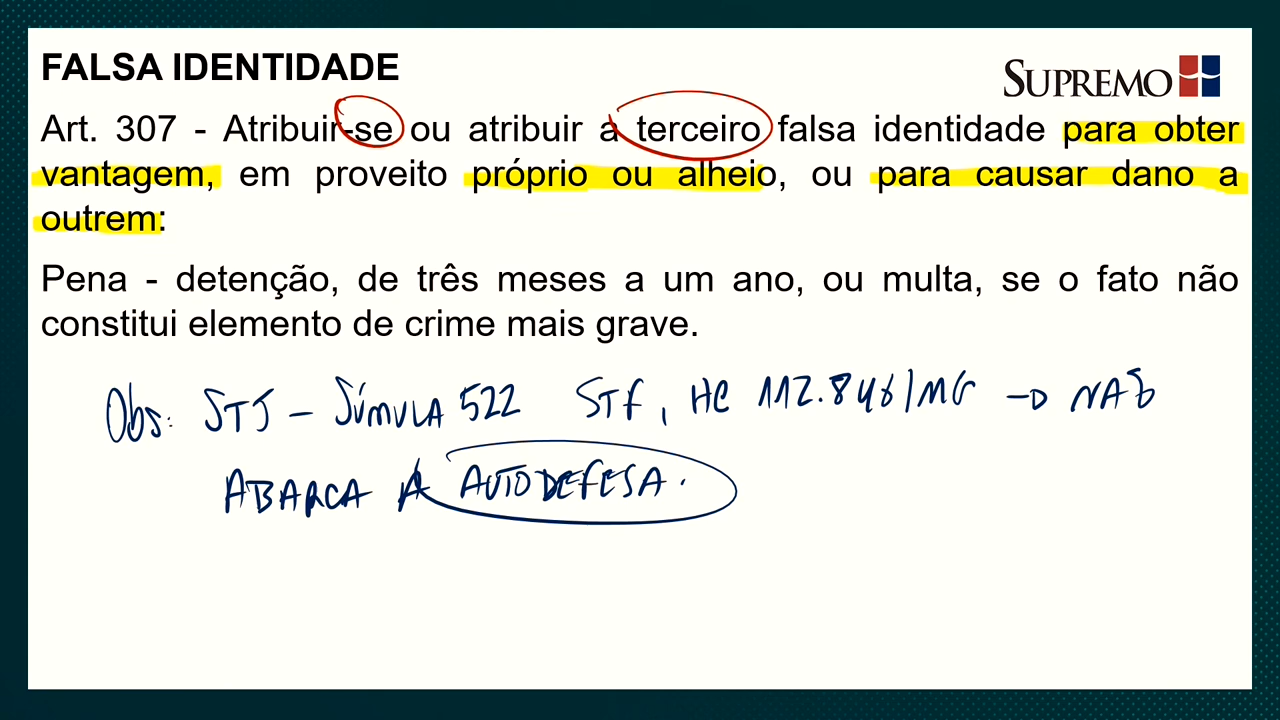 FALSA IDENTIDADE
SUPREMO
Art. 307 - Atribuir-se ou atribuir a terceiro falsa identidade para obter
vantagem, em proveito próprio ou alheio, ou para causar dano a
outrem:
Pena - detenção, de três meses a um ano, ou multa, se o fato não
constitui elemento de crime mais grave.
Obs: STJ - SÚMULA 522 STF, HC 112.846/MG → NÃO
ABARCA A AUTODEFESA.